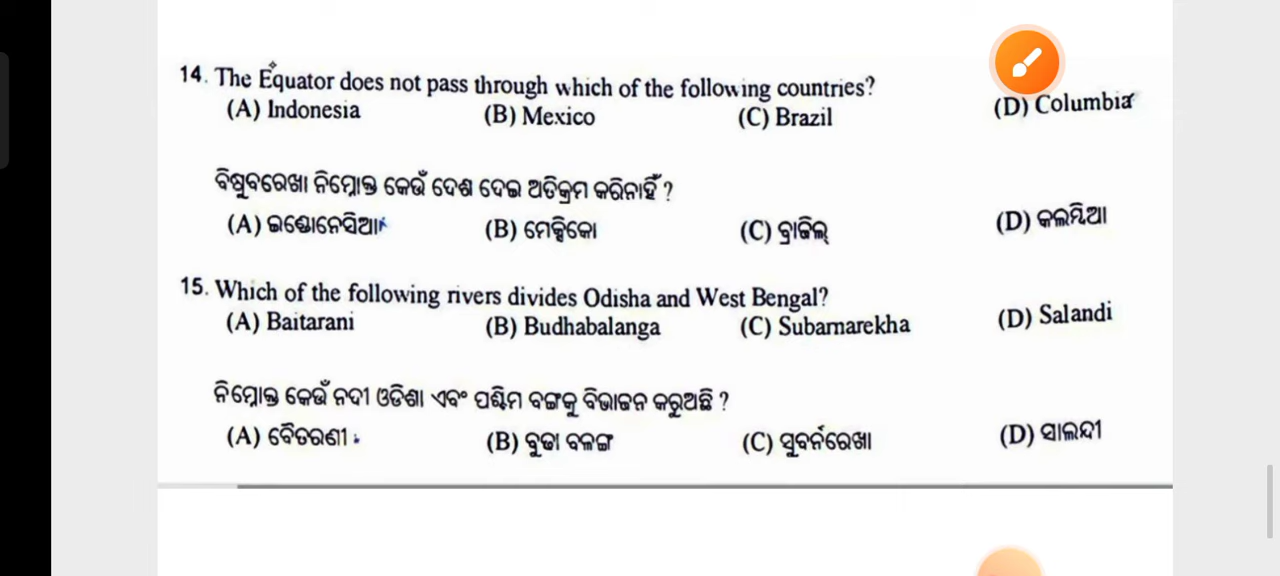 14. The Equator does not pass through which of the following countries?
(A) Indonesia (B) Mexico (C) Brazil (D) Columbia
ବିଷୁବରେଖା ନିମ୍ନୋକ୍ତ କେଉଁ ଦେଶ ଦେଇ ଅତିକ୍ରମ କରିନାହିଁ ?
(A) ଇଣ୍ଡୋନେସିଆ (B) ମେକ୍ସିକୋ (C) ବ୍ରାଜିଲ୍ (D) କଲମ୍ବିଆ
15. Which of the following rivers divides Odisha and West Bengal?
(A) Baitarani (B) Budhabalanga (C) Subarnarekha (D) Salandi
ନିମ୍ନୋକ୍ତ କେଉଁ ନଦୀ ଓଡିଶା ଏବଂ ପଶ୍ଚିମ ବଙ୍ଗକୁ ବିଭାଜନ କରୁଅଛି ?
(A) ବୈତରଣୀ (B) ବୁଢା ବଳଙ୍ଗ (C) ସୁବର୍ନରେଖା (D) ସାଲନ୍ଦୀ